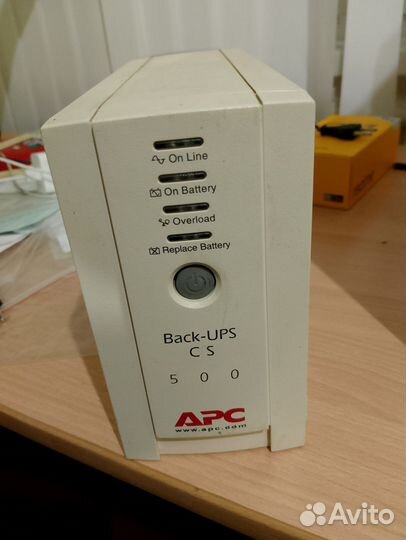 On Line
On Battery
Overload
Replace Battery
Back-UPS
CS
500
APC
www.apc.com
Avito